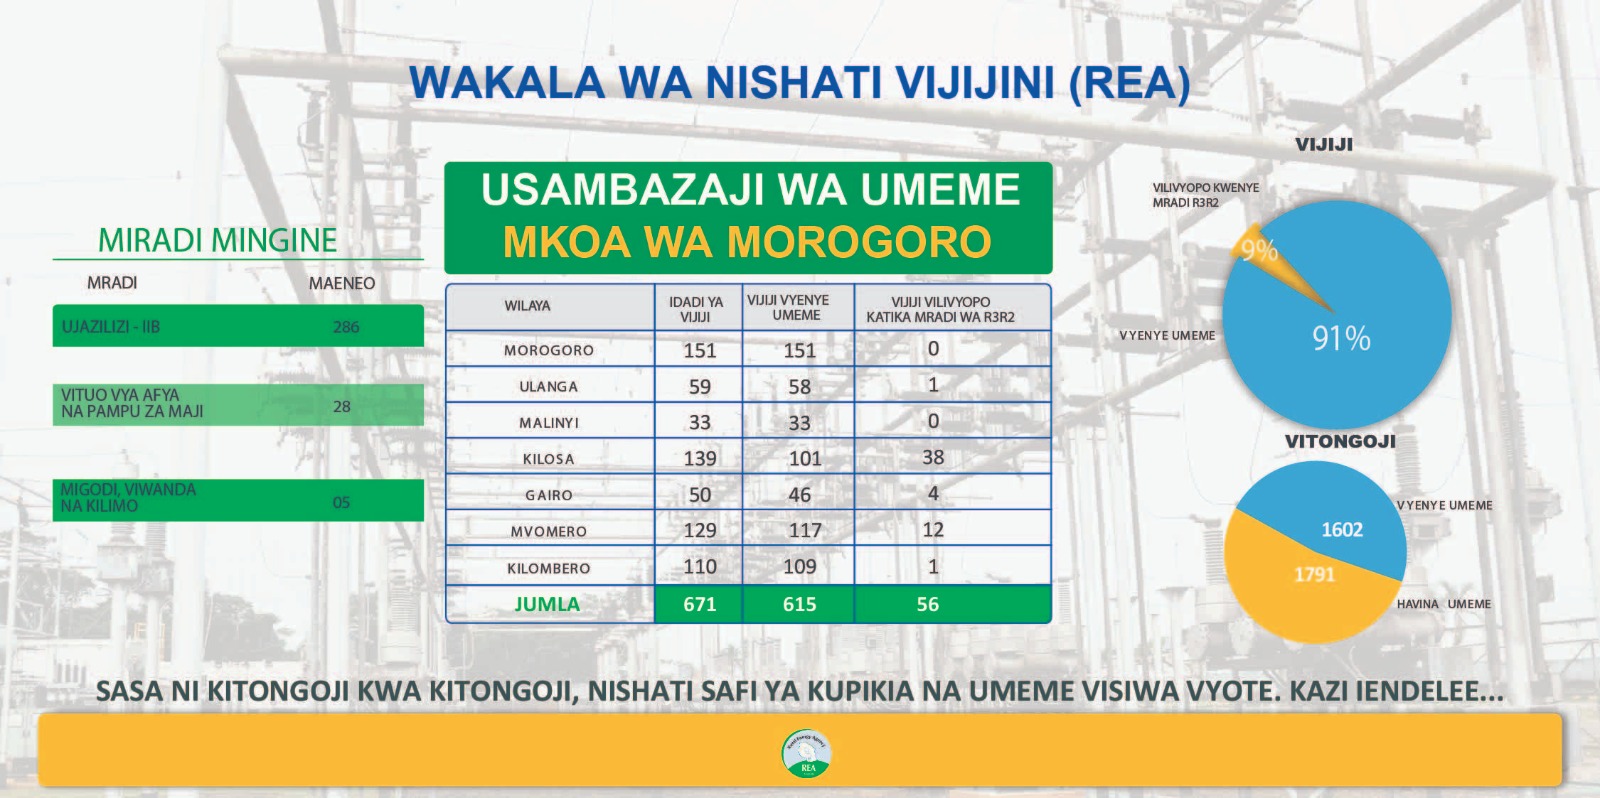 WAKALA WA NISHATI VIJIJINI (REA)
USAMBAZAJI WA UMEME
MKOA WA MOROGORO
MIRADI MINGINE
MRADI MAENEO
UJAZILIZI - IIB 286
VITUO VYA AFYA
NA PAMPU ZA MAJI 28
MIGODI, VIWANDA
NA KILIMO 05
WILAYA IDADI YA VIJIJI VIJIJI VYENYE UMEME VIJIJI VILIVYOPO KATIKA MRADI WA R3R2
MOROGORO 151 151 0
ULANGA 59 58 1
MALINYI 33 33 0
KILOSA 139 101 38
GAIRO 50 46 4
MVOMERO 129 117 12
KILOMBERO 110 109 1
JUMLA 671 615 56
VIJIJI
VILIVYOPO KWENYE
MRADI R3R2
9%
VYENYE UMEME
91%
VITONGOJI
VYENYE UMEME
1602
1791
HAVINA UMEME
SASA NI KITONGOJI KWA KITONGOJI, NISHATI SAFI YA KUPIKIA NA UMEME VISIWA VYOTE. KAZI IENDELEE...
REA